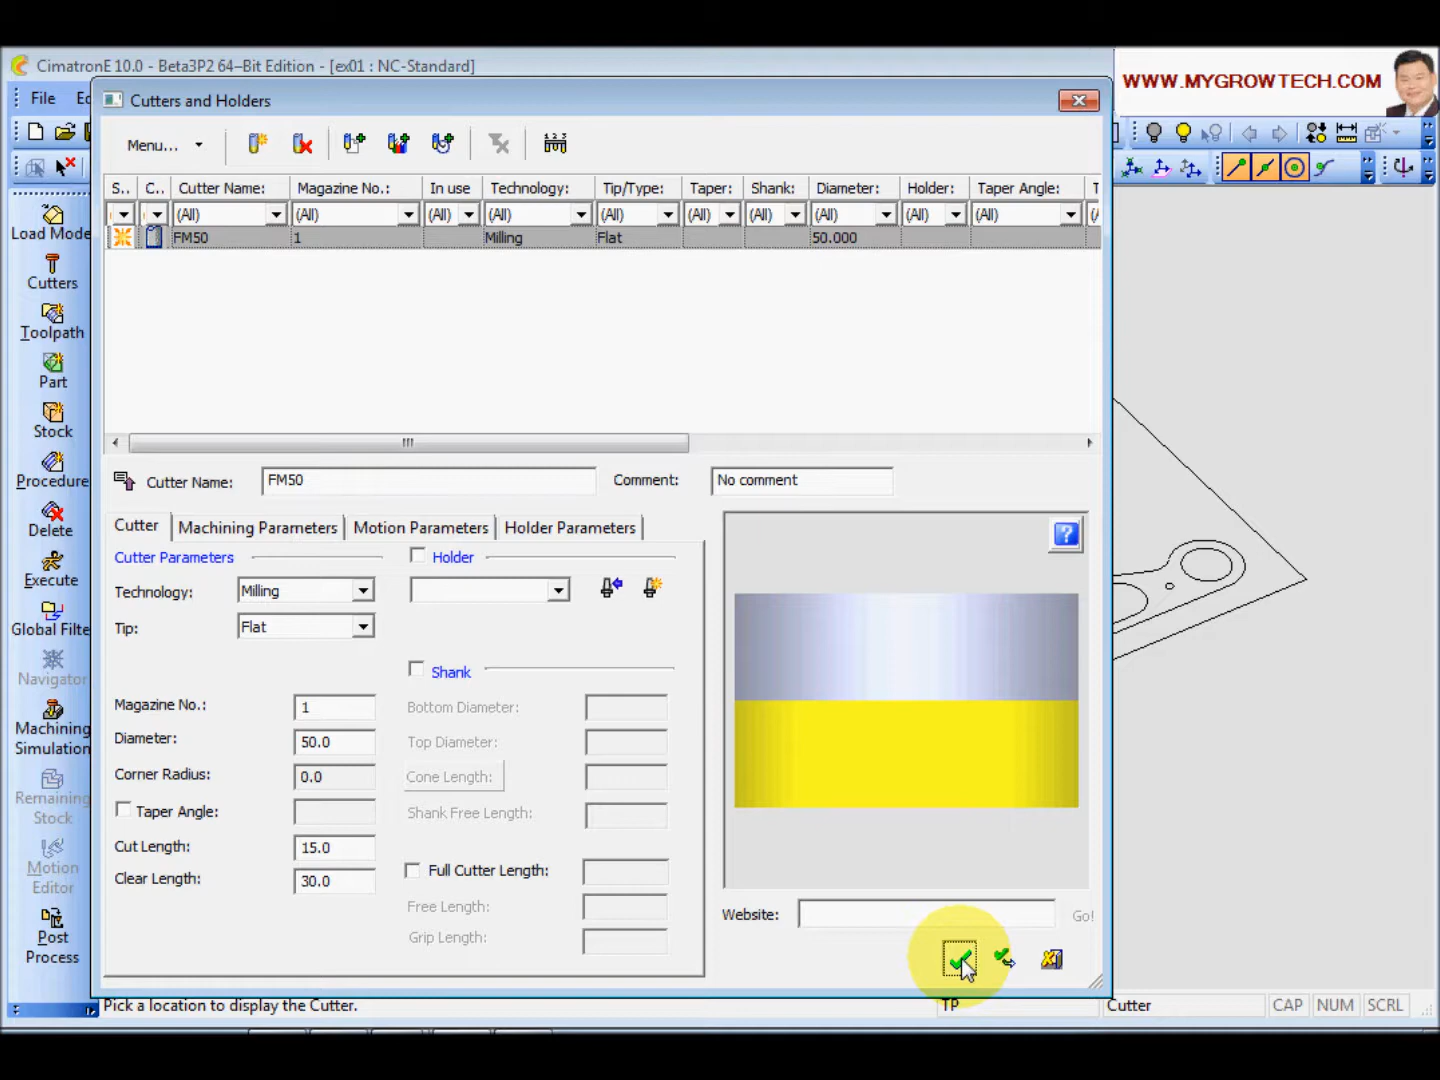 CimatronE 10.0 - Beta3P2 64-Bit Edition - [ex01 : NC-Standard]
WWW.MYGROWTECH.COM
File
Cutters and Holders
Menu...
S.. C.. Cutter Name: Magazine No.: In use Technology: Tip/Type: Taper: Shank: Diameter: Holder: Taper Angle:
(All) (All) (All) (All) (All) (All) (All) (All) (All) (All)
FM50 1 Milling Flat 50.000
Load Mode
Cutters
Toolpath
Part
Stock
Procedure
Delete
Execute
Global Filte
Navigator
Machining
Simulation
Remaining
Stock
Motion
Editor
Post
Process
Cutter Name: FM50 Comment: No comment
Cutter Machining Parameters Motion Parameters Holder Parameters
Cutter Parameters Holder
Technology: Milling
Tip: Flat
Shank
Magazine No.: 1 Bottom Diameter:
Diameter: 50.0 Top Diameter:
Corner Radius: 0.0 Cone Length:
Taper Angle: Shank Free Length:
Cut Length: 15.0
Clear Length: 30.0 Full Cutter Length:
Free Length:
Grip Length:
Website: Go!
Pick a location to display the Cutter. TP Cutter CAP NUM SCRL